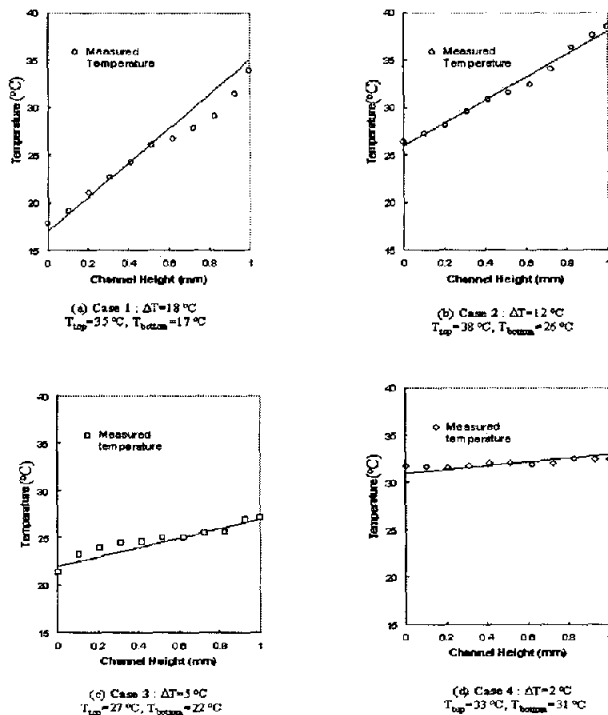 40
35
30
25
20
15
Temperature (°C)
Measured
Temperature
0 0.2 0.4 0.6 0.8 1
Channel Height (mm)
(a) Case 1 : ΔT=18 °C
T_top=35 °C, T_bottom=17 °C
40
35
30
25
20
15
Temperature (°C)
Measured
Temperature
0 0.2 0.4 0.6 0.8 1
Channel Height (mm)
(b) Case 2 : ΔT=12 °C
T_top=38 °C, T_bottom=26 °C
40
35
30
25
20
15
Temperature (°C)
Measured
temperature
0 0.2 0.4 0.6 0.8 1
Channel Height (mm)
(c) Case 3 : ΔT=5 °C
T_top=27 °C, T_bottom=22 °C
40
35
30
25
20
15
Temperature (°C)
Measured
temperature
0 0.2 0.4 0.6 0.8 1
Channel Height (mm)
(d) Case 4 : ΔT=2 °C
T_top=33 °C, T_bottom=31 °C